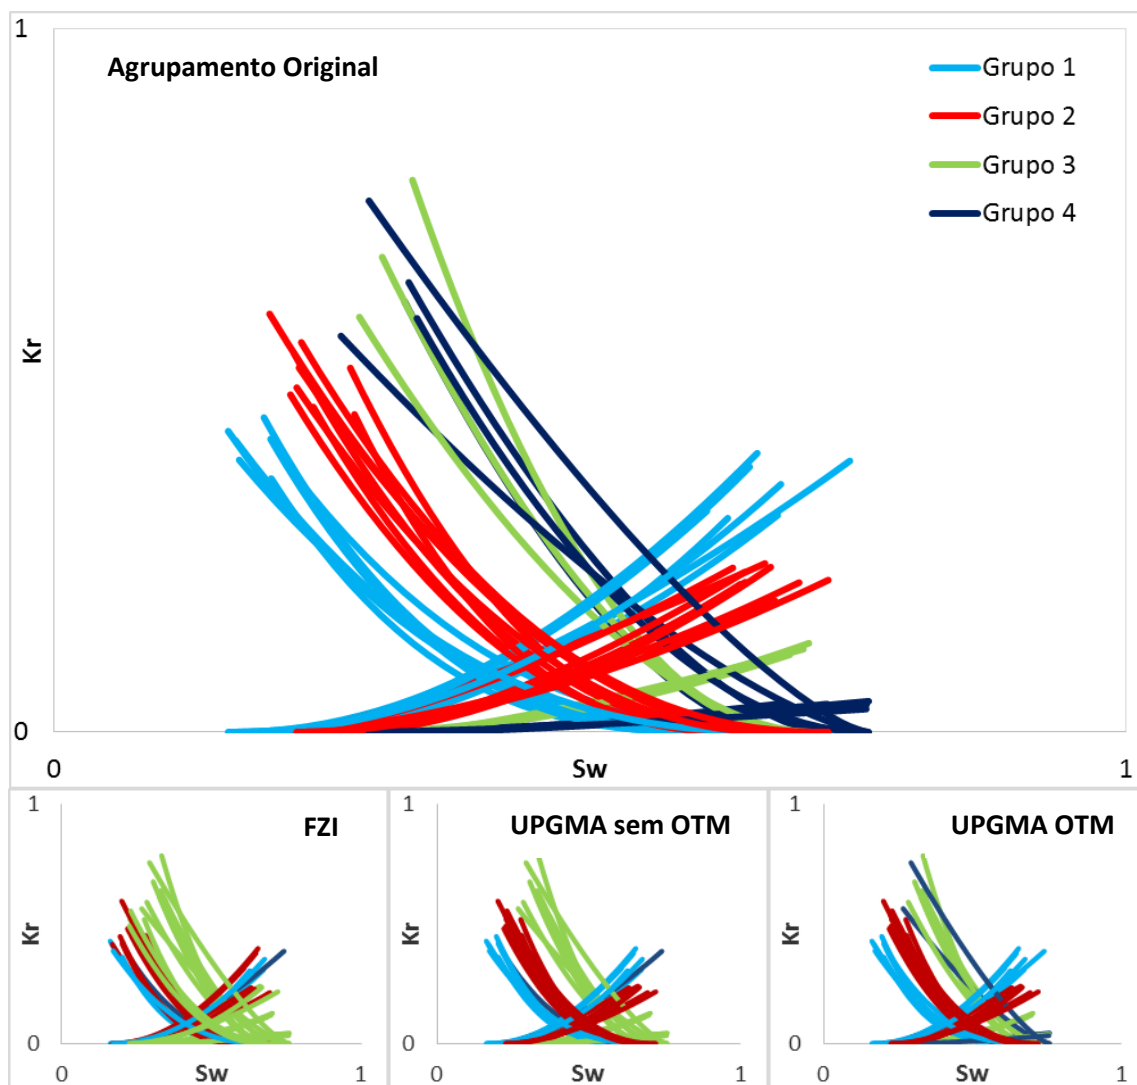 1
Agrupamento Original
Grupo 1
Grupo 2
Grupo 3
Grupo 4
Kr
0
0
Sw
1
1
FZI
Kr
0
0
Sw
1
1
UPGMA sem OTM
Kr
0
0
Sw
1
1
UPGMA OTM
Kr
0
0
Sw
1